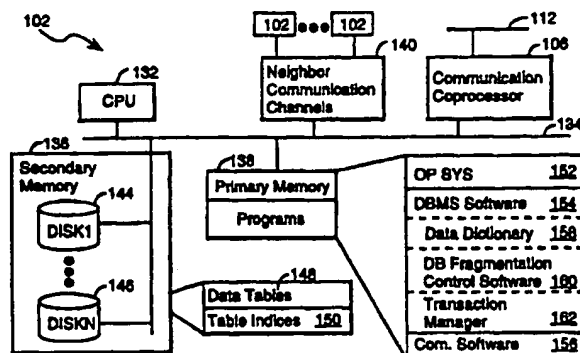 102
102 102
112
132
140
106
CPU
Neighbor
Communication
Channels
Communication
Coprocessor
134
136
Secondary
Memory
138
Primary Memory
Programs
144
DISK1
146
DISKN
148
Data Tables
Table Indices 150
OP SYS 152
DBMS Software 154
Data Dictionary 158
DB Fragmentation
Control Software 160
Transaction
Manager 162
Com. Software 156